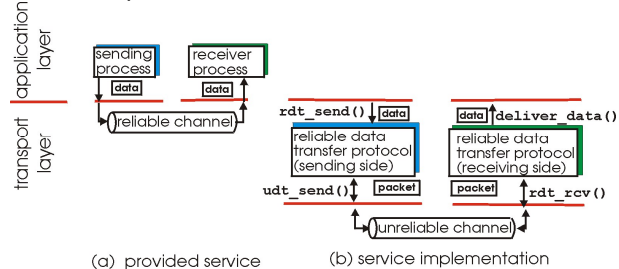 application
layer
transport
layer
sending
process
receiver
process
data
data
reliable channel
(a) provided service
rdt_send()
data
data
deliver_data()
reliable data
transfer protocol
(sending side)
reliable data
transfer protocol
(receiving side)
udt_send()
packet
packet
rdt_rcv()
unreliable channel
(b) service implementation